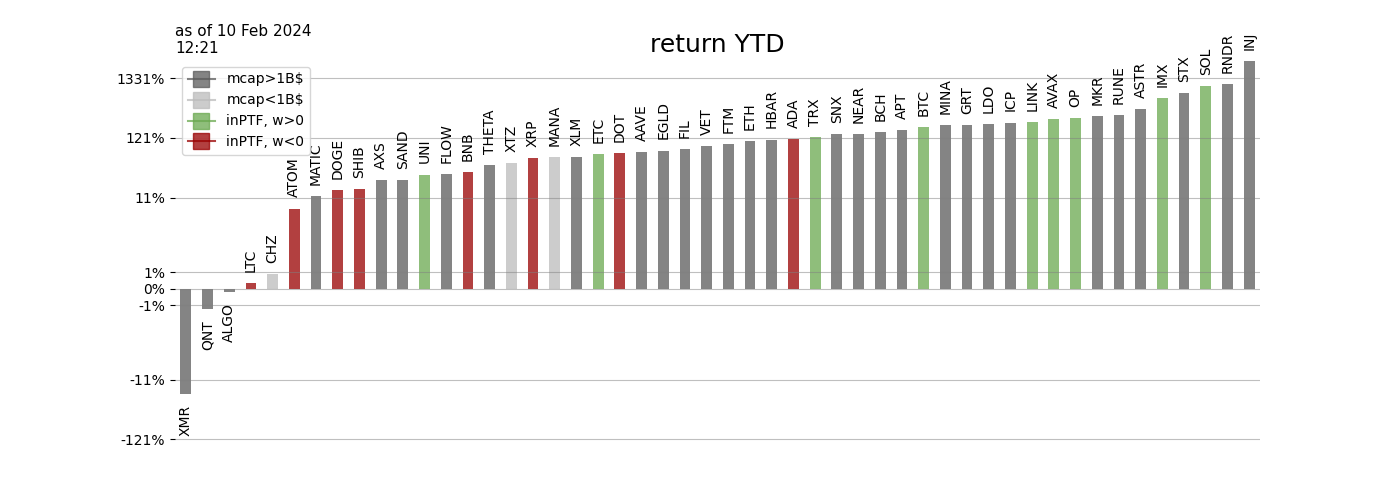 as of 10 Feb 2024
12:21
return YTD
mcap>1B$
mcap<1B$
inPTF, w>0
inPTF, w<0
1331%
121%
11%
1%
0%
-1%
-11%
-121%
XMR
QNT
ALGO
LTC
CHZ
ATOM
MATIC
DOGE
SHIB
AXS
SAND
UNI
FLOW
BNB
THETA
XTZ
XRP
MANA
XLM
ETC
DOT
AAVE
EGLD
FIL
VET
FTM
ETH
HBAR
ADA
TRX
SNX
NEAR
BCH
APT
BTC
MINA
GRT
LDO
ICP
LINK
AVAX
OP
MKR
RUNE
ASTR
IMX
STX
SOL
RNDR
INJ